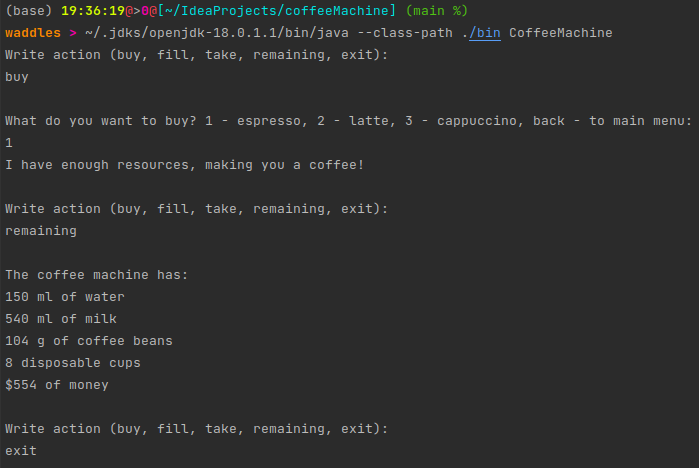 (base) 19:36:19@>0@[~/IdeaProjects/coffeeMachine] (main %)
waddles > ~/.jdks/openjdk-18.0.1.1/bin/java --class-path ./bin CoffeeMachine
Write action (buy, fill, take, remaining, exit):
buy
What do you want to buy? 1 - espresso, 2 - latte, 3 - cappuccino, back - to main menu:
1
I have enough resources, making you a coffee!
Write action (buy, fill, take, remaining, exit):
remaining
The coffee machine has:
150 ml of water
540 ml of milk
104 g of coffee beans
8 disposable cups
$554 of money
Write action (buy, fill, take, remaining, exit):
exit